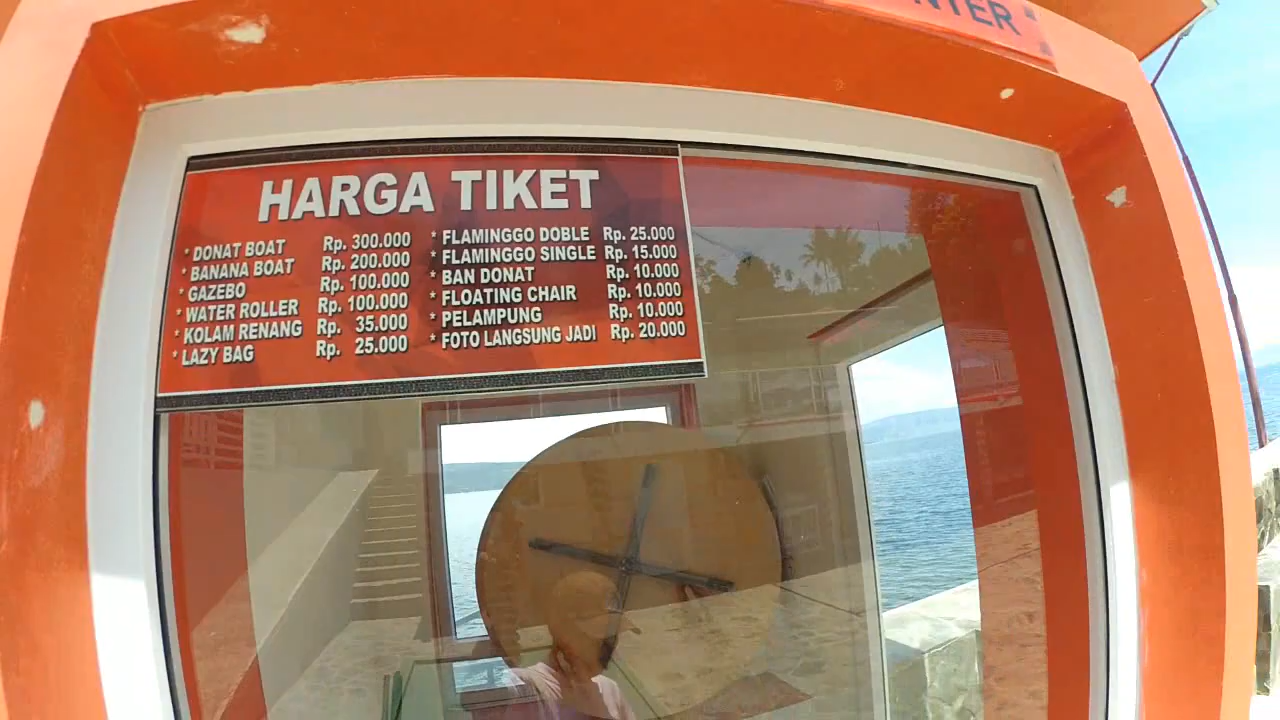 HARGA TIKET
* DONAT BOAT Rp. 300.000
* BANANA BOAT Rp. 200.000
* GAZEBO Rp. 100.000
* WATER ROLLER Rp. 100.000
* KOLAM RENANG Rp. 35.000
* LAZY BAG Rp. 25.000
* FLAMINGGO DOBLE Rp. 25.000
* FLAMINGGO SINGLE Rp. 15.000
* BAN DONAT Rp. 10.000
* FLOATING CHAIR Rp. 10.000
* PELAMPUNG Rp. 10.000
* FOTO LANGSUNG JADI Rp. 20.000